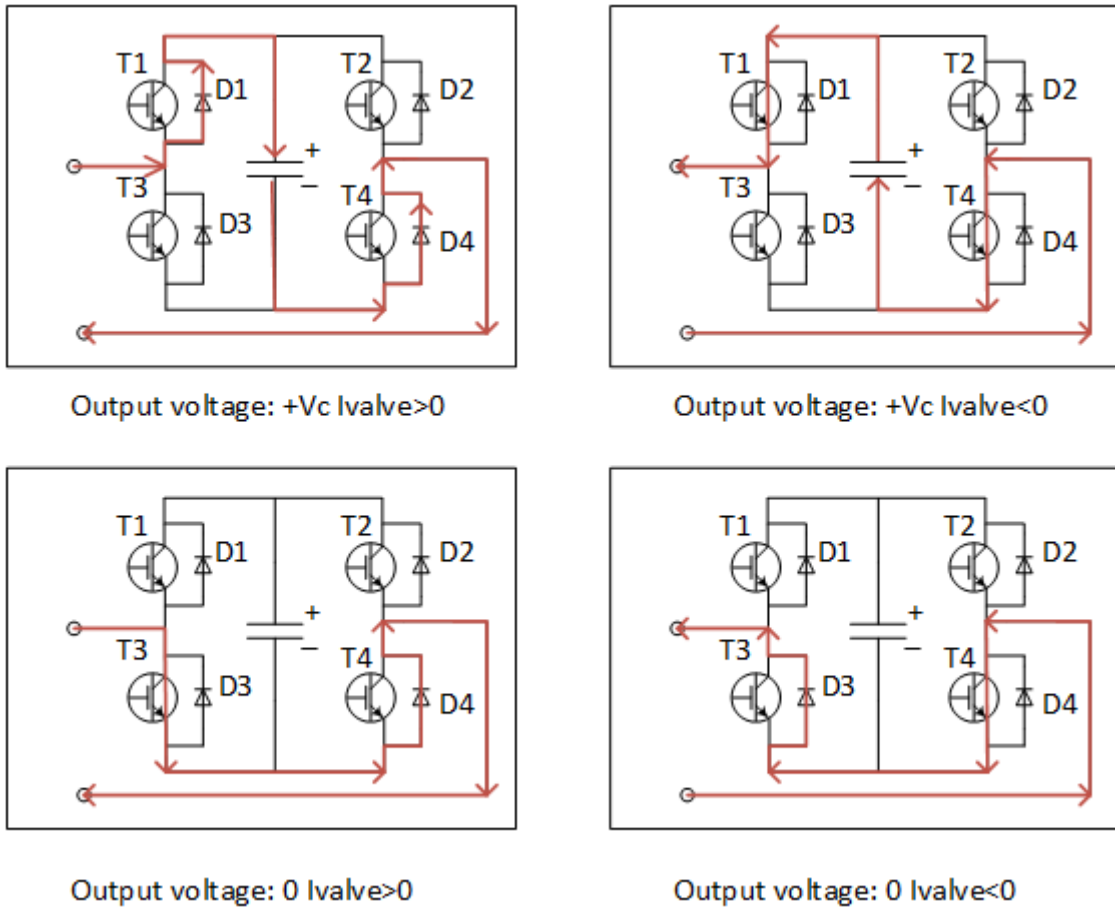 T1 D1 T2 D2
+
−
T3 D3 T4 D4
Output voltage: +Vc Ivalve>0
T1 D1 T2 D2
+
−
T3 D3 T4 D4
Output voltage: +Vc Ivalve<0
T1 D1 T2 D2
+
−
T3 D3 T4 D4
Output voltage: 0 Ivalve>0
T1 D1 T2 D2
+
−
T3 D3 T4 D4
Output voltage: 0 Ivalve<0